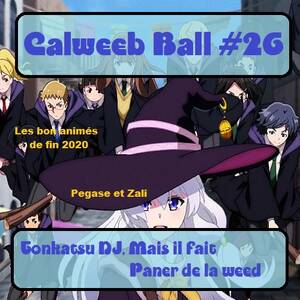 Calweeb Ball #26
Les bon animés
de fin 2020
Pegase et Zali
Tonkatsu DJ, Mais il fait
Paner de la weed